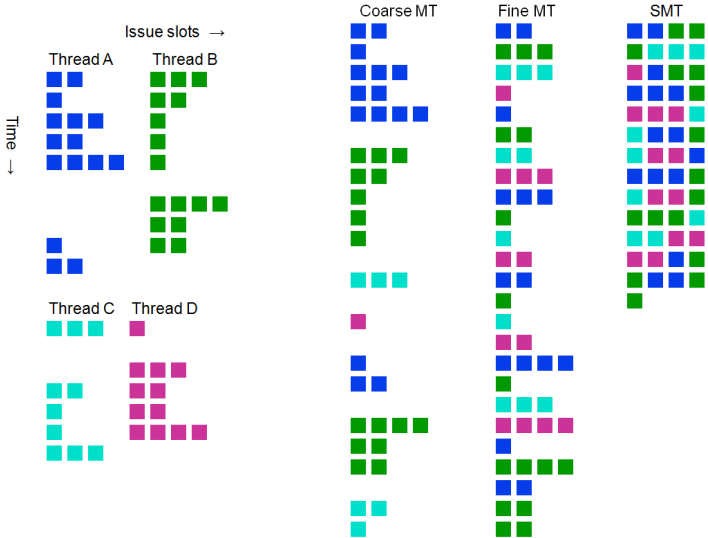 Issue slots →
Coarse MT
Fine MT
SMT
Thread A
Thread B
Time →
Thread C
Thread D